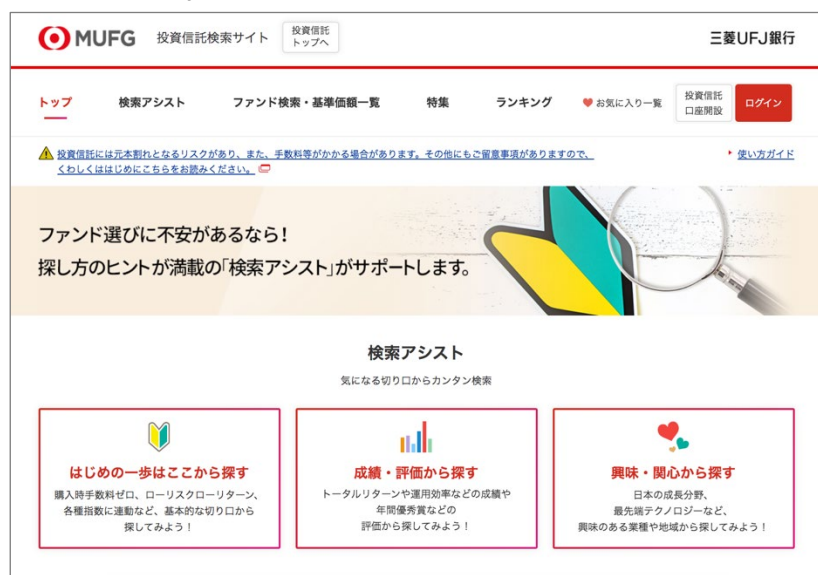 MUFG 投資信託検索サイト 投資信託
トップへ
三菱UFJ銀行
トップ 検索アシスト ファンド検索・基準価額一覧 特集 ランキング お気に入り一覧 投資信託
口座開設
ログイン
投資信託には元本割れとなるリスクがあり、また、手数料等がかかる場合があります。その他にもご留意事項がありますので、
くわしくははじめにこちらをお読みください。
使い方ガイド
ファンド選びに不安があるなら!
探し方のヒントが満載の「検索アシスト」がサポートします。
検索アシスト
気になる切り口からカンタン検索
はじめの一歩はここから探す
購入時手数料ゼロ、ローリスクローリターン、
各種指数に連動など、基本的な切り口から
探してみよう！
成績・評価から探す
トータルリターンや運用効率などの成績や
年間優秀賞などの
評価から探してみよう！
興味・関心から探す
日本の成長分野、
最先端テクノロジーなど、
興味のある業種や地域から探してみよう！